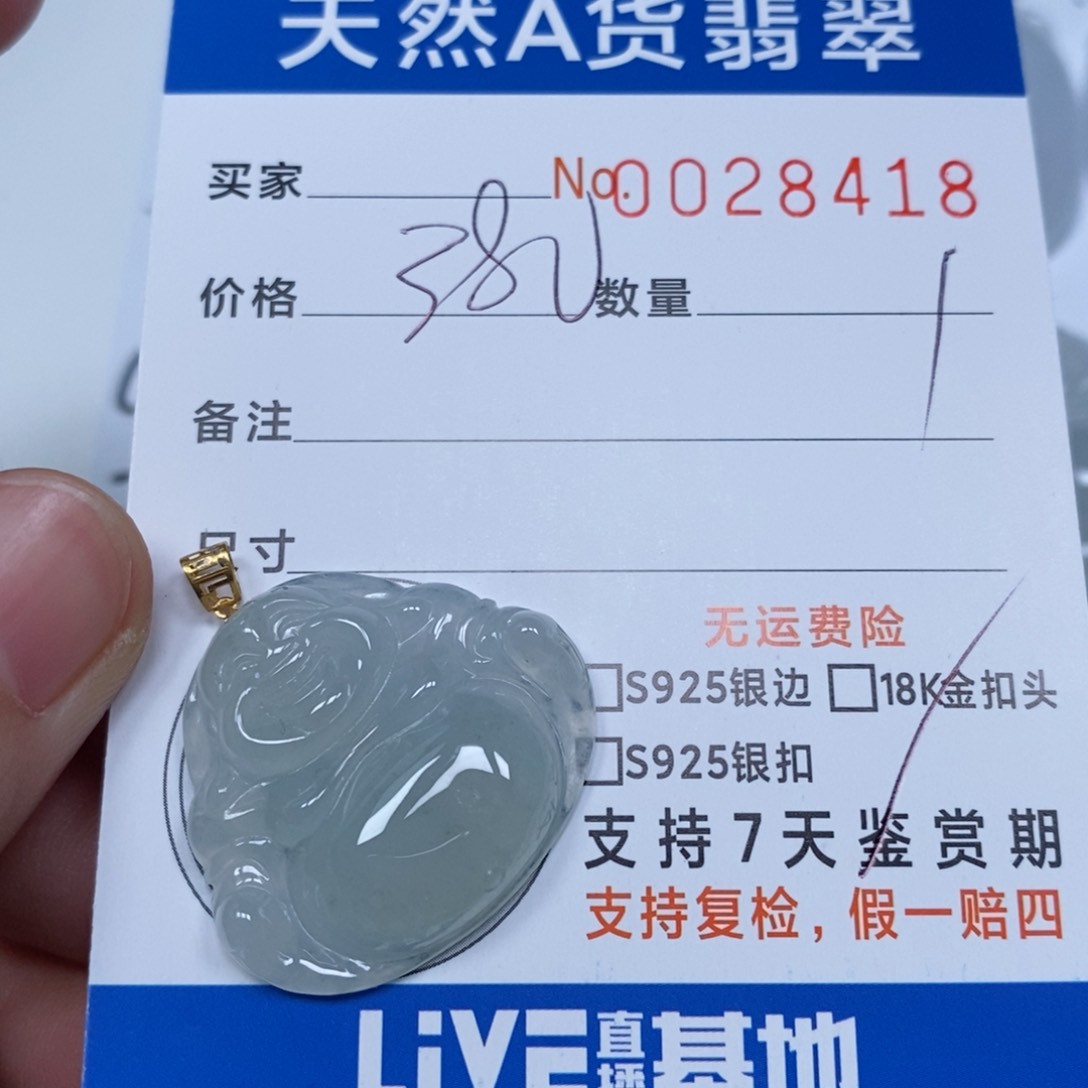 天然A货翡翠
买家 No.0028418
价格 380 数量 1
备注
尺寸
无运费险
□S925银边 □18K金扣头
□S925银扣
支持7天鉴赏期
支持复检，假一赔四
LiVE直播基地